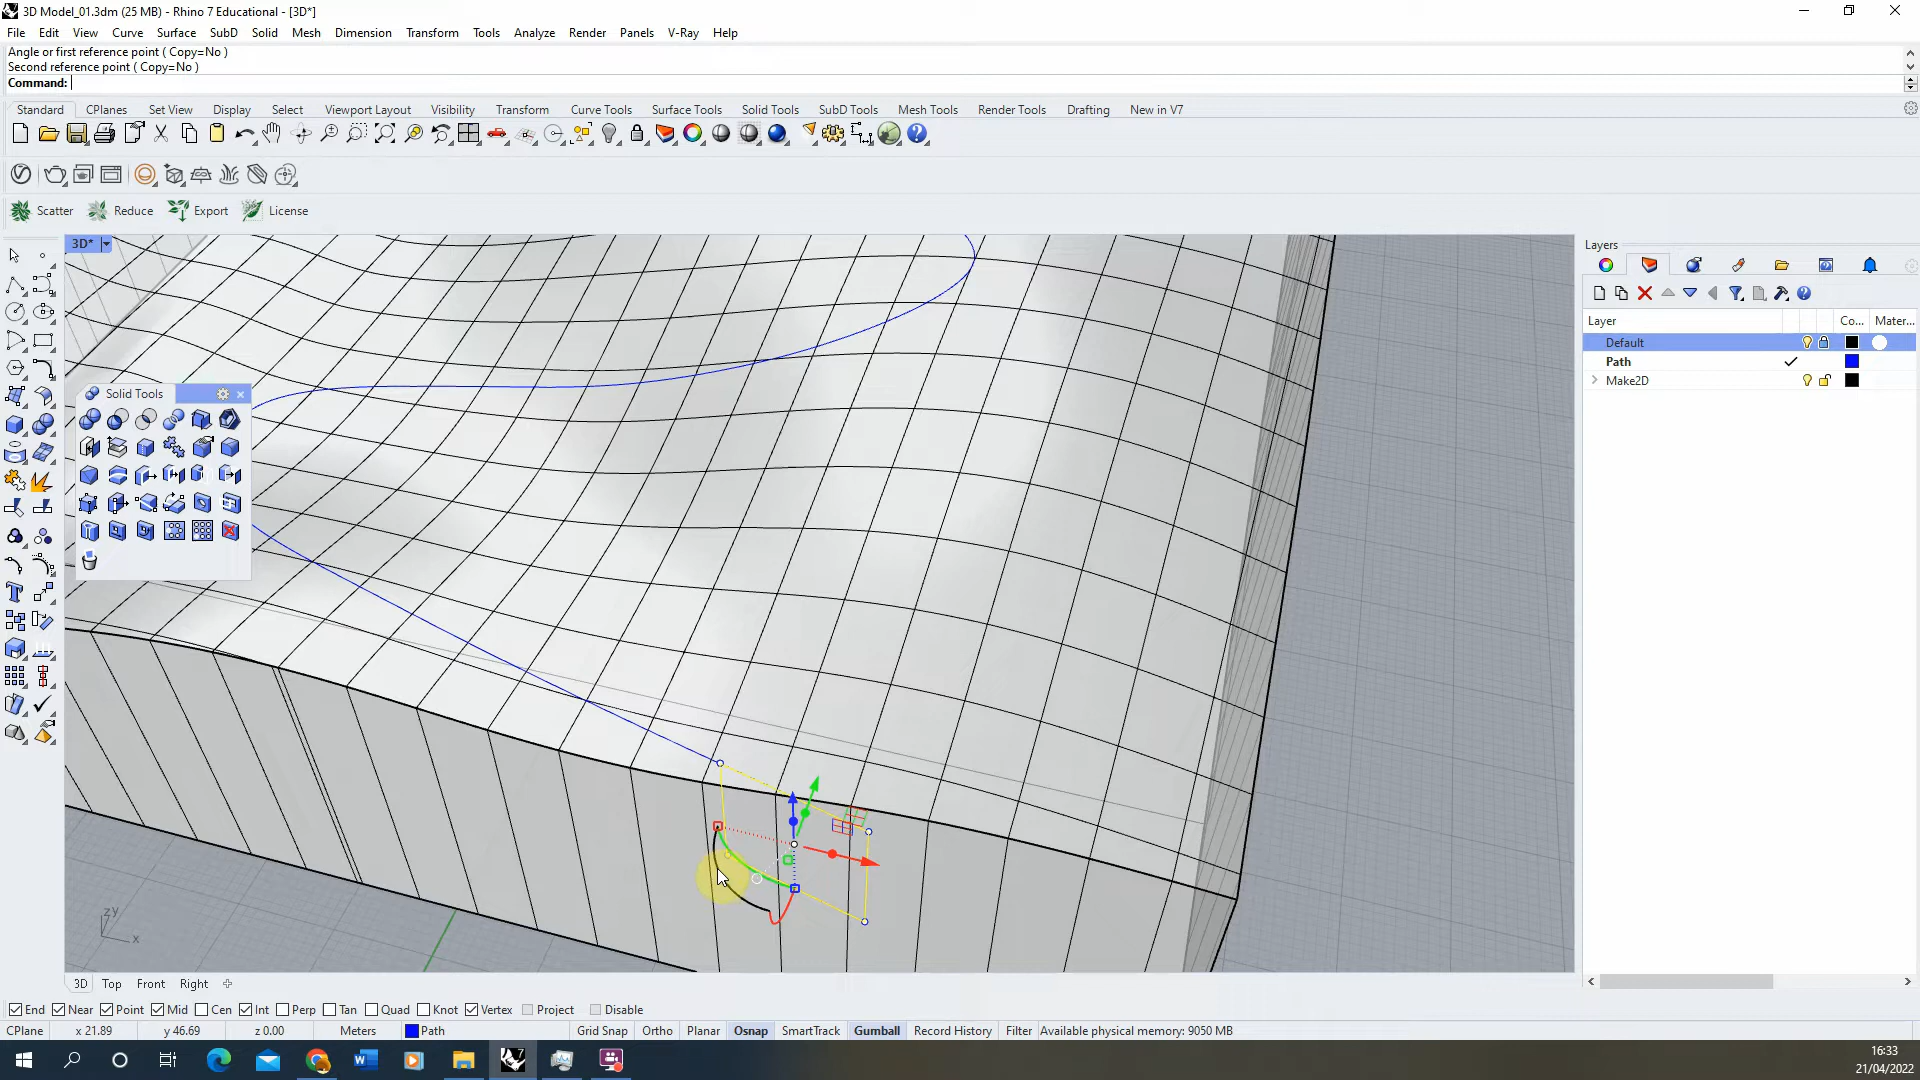 3D Model_01.3dm (25 MB) - Rhino 7 Educational - [3D*]
File Edit View Curve Surface SubD Solid Mesh Dimension Transform Tools Analyze Render Panels V-Ray Help
Angle or first reference point ( Copy=No )
Second reference point ( Copy=No )
Command:
Standard CPlanes Set View Display Select Viewport Layout Visibility Transform Curve Tools Surface Tools Solid Tools SubD Tools Mesh Tools Render Tools Drafting New in V7
Scatter Reduce Export License
3D*
Layers
Layer Co... Mater...
Default
Path
Make2D
Solid Tools
z y
x
3D Top Front Right
End Near Point Mid Cen Int Perp Tan Quad Knot Vertex Project Disable
CPlane x 21.89 y 46.69 z 0.00 Meters Path Grid Snap Ortho Planar Osnap SmartTrack Gumball Record History Filter Available physical memory: 9050 MB
16:33
21/04/2022